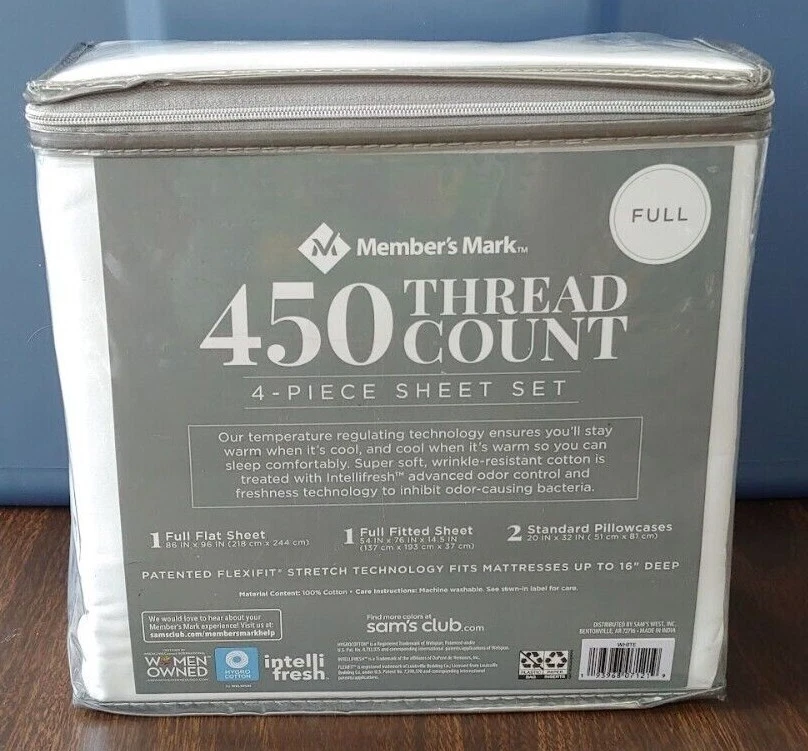 FULL
Member's Mark™
450 THREAD COUNT
4-PIECE SHEET SET
Our temperature regulating technology ensures you'll stay
warm when it's cool, and cool when it's warm so you can
sleep comfortably. Super soft, wrinkle-resistant cotton is
treated with Intellifresh™ advanced odor control and
freshness technology to inhibit odor-causing bacteria.
1 Full Flat Sheet
86 IN x 96 IN (218 cm x 244 cm)
1 Full Fitted Sheet
54 IN x 76 IN x 14.5 IN
(137 cm x 193 cm x 37 cm)
2 Standard Pillowcases
20 IN x 32 IN ( 51 cm x 81 cm)
PATENTED FLEXIFIT® STRETCH TECHNOLOGY FITS MATTRESSES UP TO 16" DEEP
Material Content: 100% Cotton • Care Instructions: Machine washable. See sewn-in label for care.
We would love to hear about your
Member's Mark experience! Visit us at:
samsclub.com/membersmarkhelp
Find more colors at
sam's club.com
DISTRIBUTED BY SAM'S WEST, INC.
BENTONVILLE, AR 72716 • MADE IN INDIA
WOMEN
OWNED
HYGRO
COTTON
intelli
fresh
WHITE